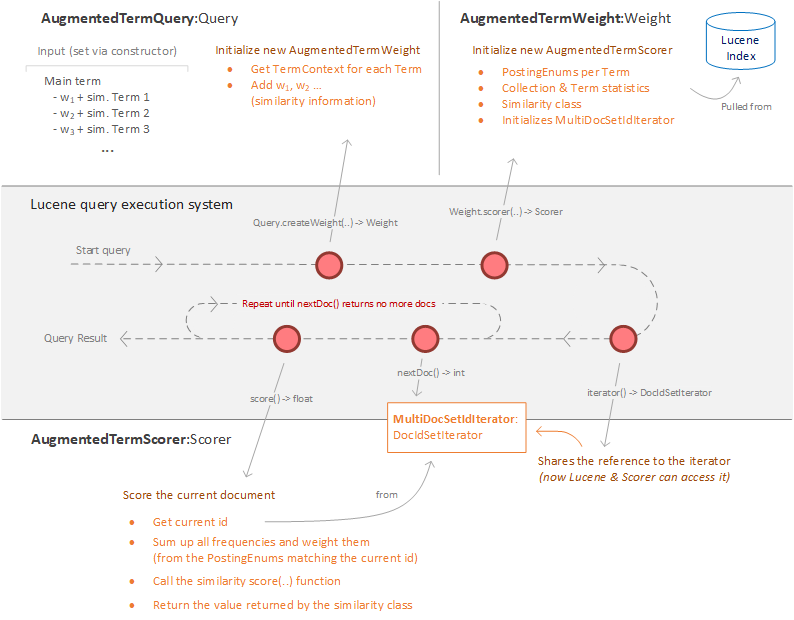 AugmentedTermQuery:Query
Input (set via constructor)
Main term
- w1 + sim. Term 1
- w2 + sim. Term 2
- w3 + sim. Term 3
...
Initialize new AugmentedTermWeight
• Get TermContext for each Term
• Add w1, w2 ...
(similarity information)
AugmentedTermWeight:Weight
Initialize new AugmentedTermScorer
• PostingEnums per Term
• Collection & Term statistics
• Similarity class
• Initializes MultiDocSetIdIterator
Lucene
Index
Pulled from
Lucene query execution system
Query.createWeight(..) -> Weight
Weight.scorer(..) -> Scorer
Start query
Repeat until nextDoc() returns no more docs
Query Result
nextDoc() -> int
score() -> float
iterator() -> DocIdSetIterator
MultiDocSetIdIterator:
DocIdSetIterator
AugmentedTermScorer:Scorer
Shares the reference to the iterator
(now Lucene & Scorer can access it)
Score the current document
from
• Get current id
• Sum up all frequencies and weight them
(from the PostingEnums matching the current id)
• Call the similarity score(..) function
• Return the value returned by the similarity class